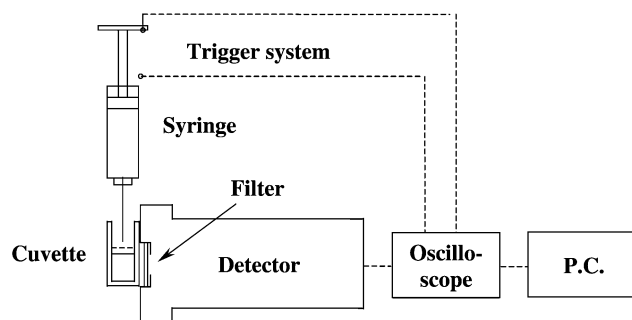 Trigger system
Syringe
Filter
Cuvette
Detector
Oscillo-
scope
P.C.